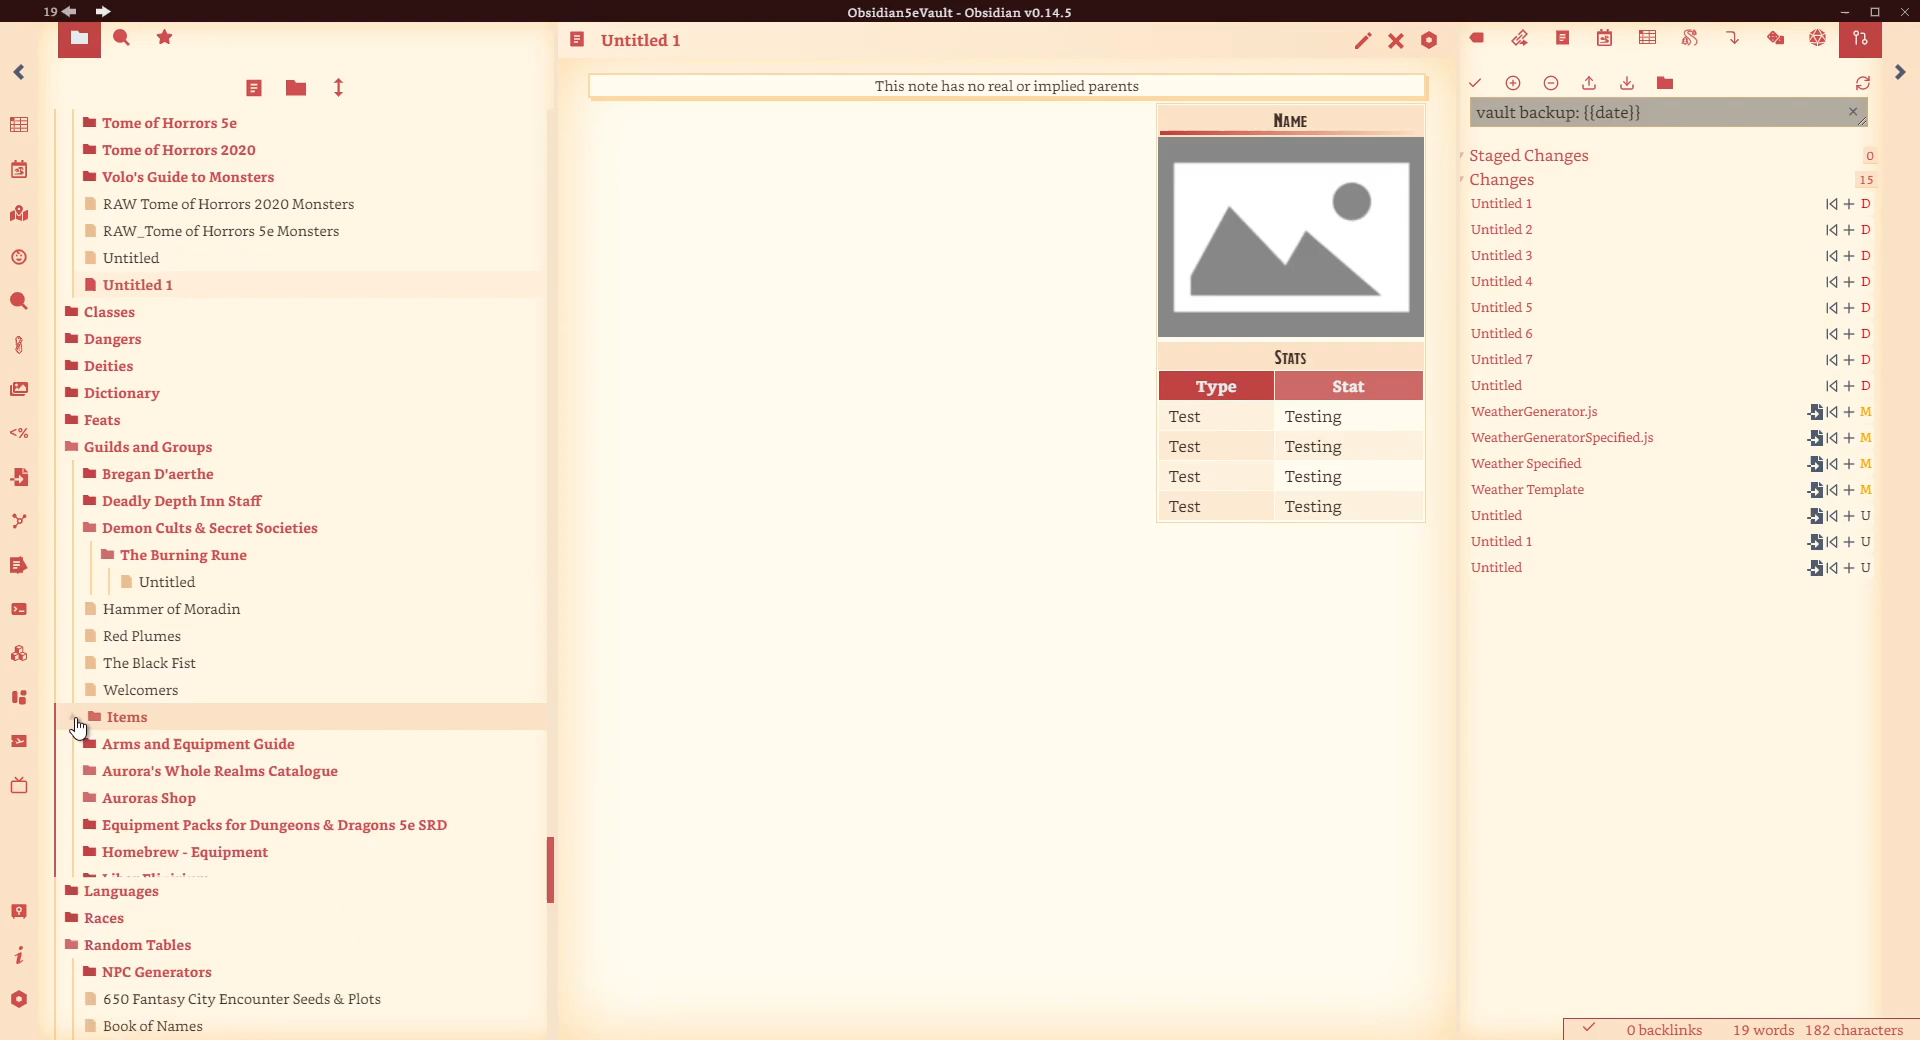 19
Obsidian5eVault - Obsidian v0.14.5
Tome of Horrors 5e
Tome of Horrors 2020
Volo's Guide to Monsters
RAW Tome of Horrors 2020 Monsters
RAW_Tome of Horrors 5e Monsters
Untitled
Untitled 1
Classes
Dangers
Deities
Dictionary
Feats
Guilds and Groups
Bregan D'aerthe
Deadly Depth Inn Staff
Demon Cults & Secret Societies
The Burning Rune
Untitled
Hammer of Moradin
Red Plumes
The Black Fist
Welcomers
Items
Arms and Equipment Guide
Aurora's Whole Realms Catalogue
Auroras Shop
Equipment Packs for Dungeons & Dragons 5e SRD
Homebrew - Equipment
Languages
Races
Random Tables
NPC Generators
650 Fantasy City Encounter Seeds & Plots
Book of Names
<%
Untitled 1
This note has no real or implied parents
Name
Stats
Type Stat
Test Testing
Test Testing
Test Testing
Test Testing
vault backup: {{date}}
Staged Changes 0
Changes 15
Untitled 1 D
Untitled 2 D
Untitled 3 D
Untitled 4 D
Untitled 5 D
Untitled 6 D
Untitled 7 D
Untitled D
WeatherGenerator.js M
WeatherGeneratorSpecified.js M
Weather Specified M
Weather Template M
Untitled U
Untitled 1 U
Untitled U
0 backlinks 19 words 182 characters